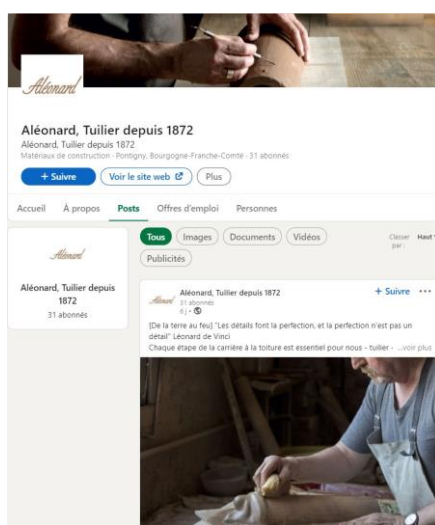 Aléonard
Aléonard, Tuilier depuis 1872
Aléonard, Tuilier depuis 1872
Matériaux de construction · Pontigny, Bourgogne-Franche-Comté · 31 abonnés
+ Suivre
Voir le site web
Plus
Accueil
À propos
Posts
Offres d'emploi
Personnes
Aléonard
Aléonard, Tuilier depuis
1872
31 abonnés
Tous
Images
Documents
Vidéos
Publicités
Classer
par :
Haut
Aléonard
Aléonard, Tuilier depuis 1872
31 abonnés
6 j •
+ Suivre
[De la terre au feu] "Les détails font la perfection, et la perfection n'est pas un
détail" Léonard de Vinci
Chaque étape de la carrière à la toiture est essentiel pour nous - tuilier - ...voir plus